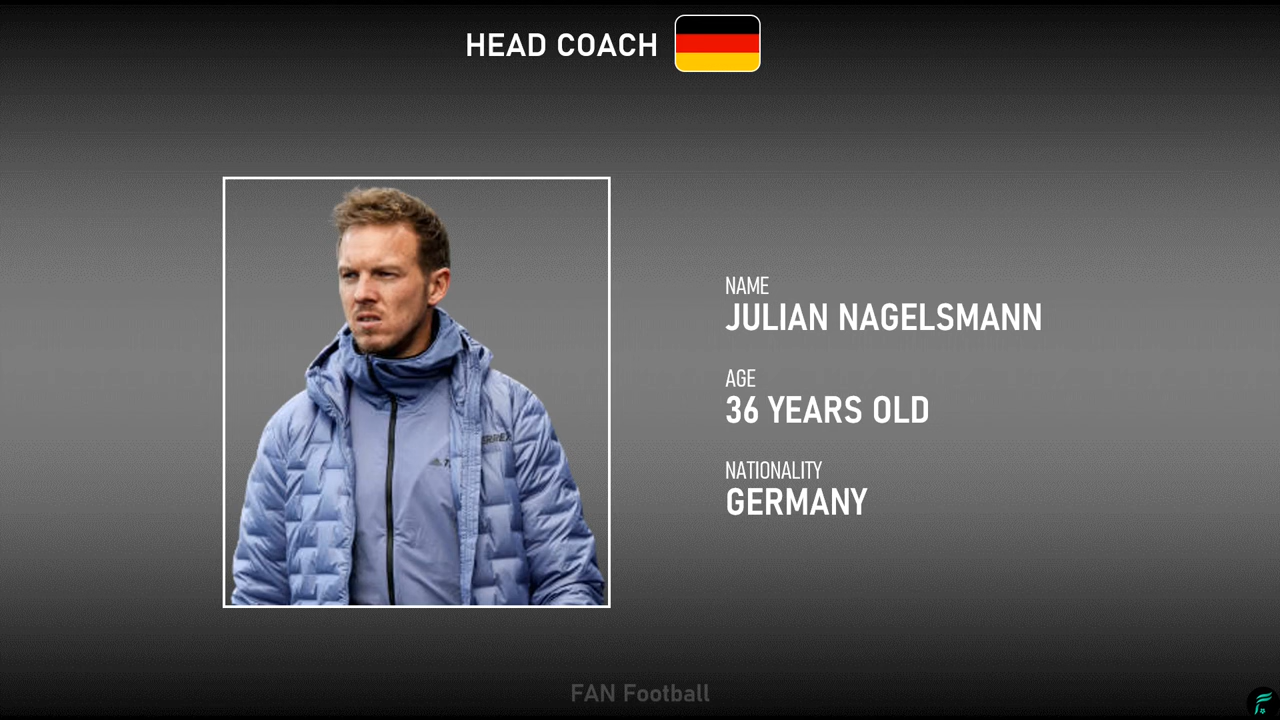 HEAD COACH
NAME
JULIAN NAGELSMANN
AGE
36 YEARS OLD
NATIONALITY
GERMANY
FAN Football